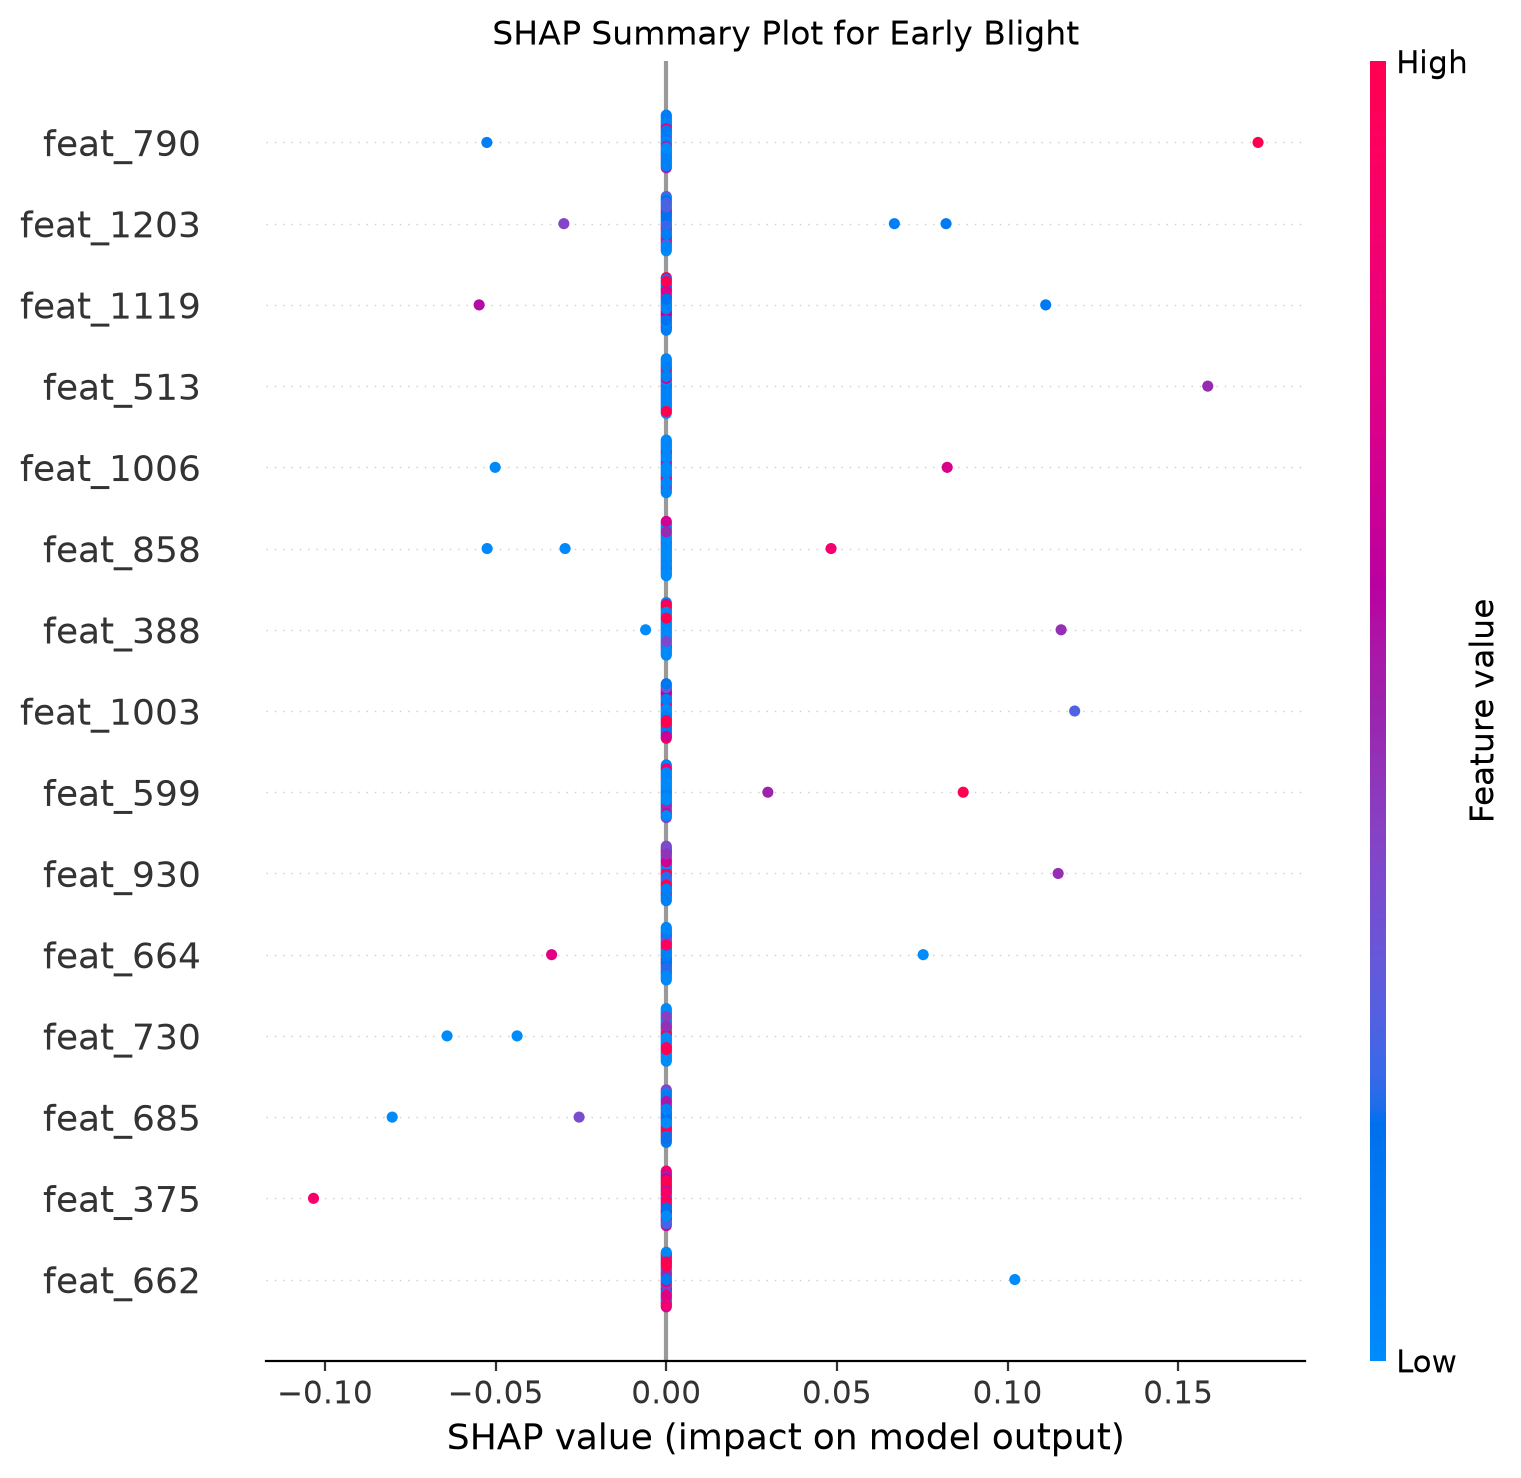 SHAP Summary Plot for Early Blight
High
feat_790
feat_1203
feat_1119
feat_513
feat_1006
feat_858
feat_388
feat_1003
feat_599
feat_930
feat_664
feat_730
feat_685
feat_375
feat_662
Feature value
Low
−0.10 −0.05 0.00 0.05 0.10 0.15
SHAP value (impact on model output)